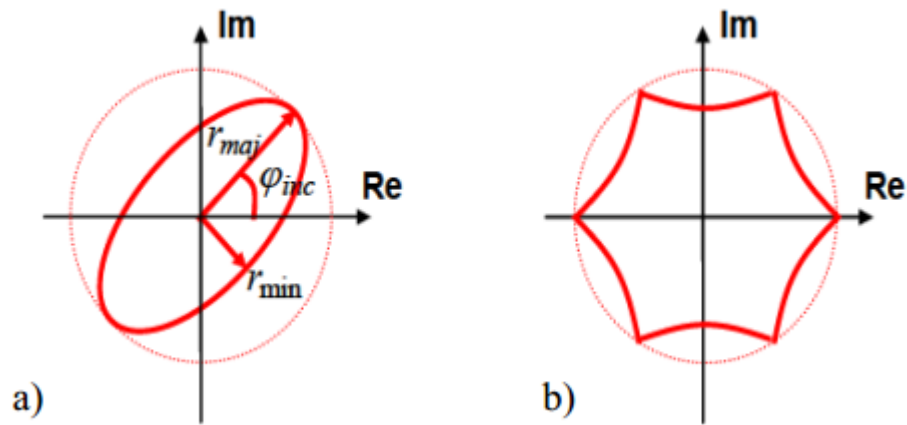 Im
r_maj
φ_inc
Re
r_min
a)
Im
Re
b)